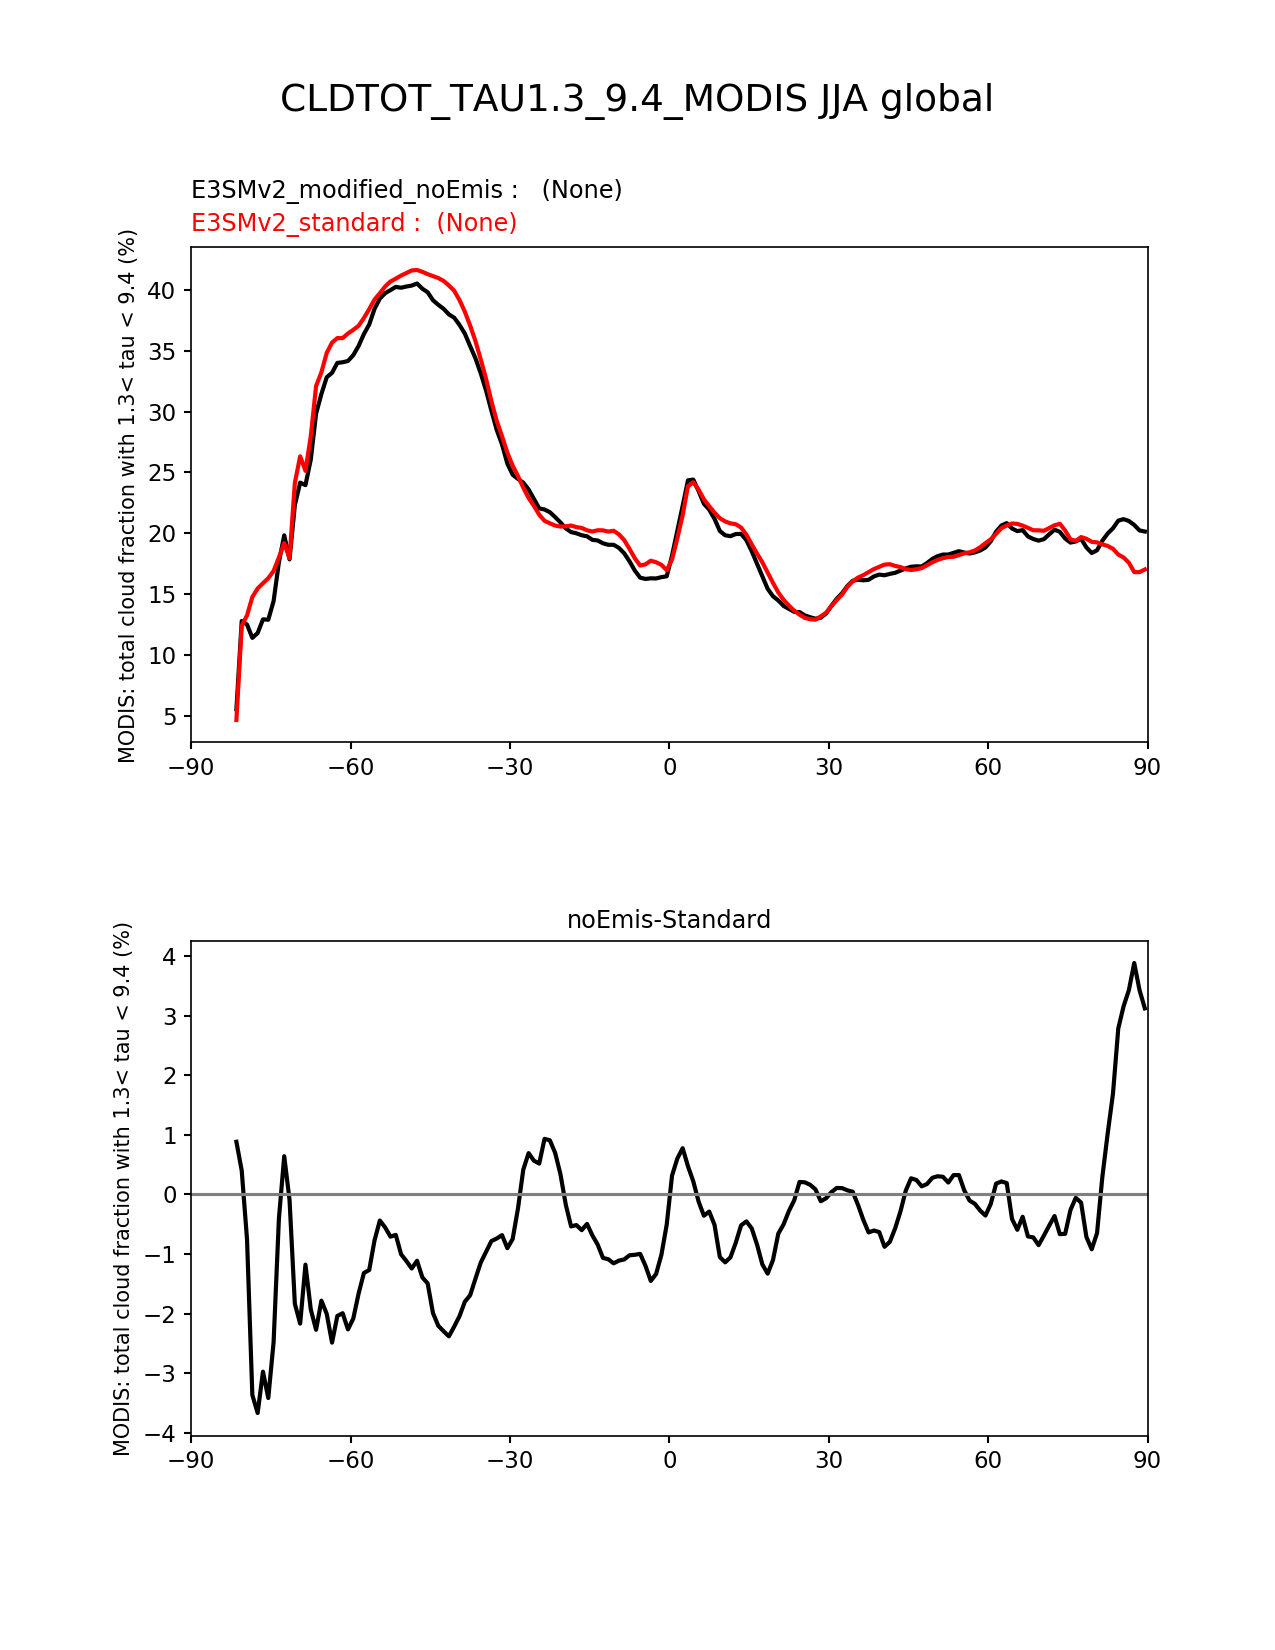 CLDTOT_TAU1.3_9.4_MODIS JJA global
E3SMv2_modified_noEmis :   (None)
E3SMv2_standard :  (None)
MODIS: total cloud fraction with 1.3< tau < 9.4 (%)
40
35
30
25
20
15
10
5
−90 −60 −30 0 30 60 90
noEmis-Standard
MODIS: total cloud fraction with 1.3< tau < 9.4 (%)
4
3
2
1
0
−1
−2
−3
−4
−90 −60 −30 0 30 60 90